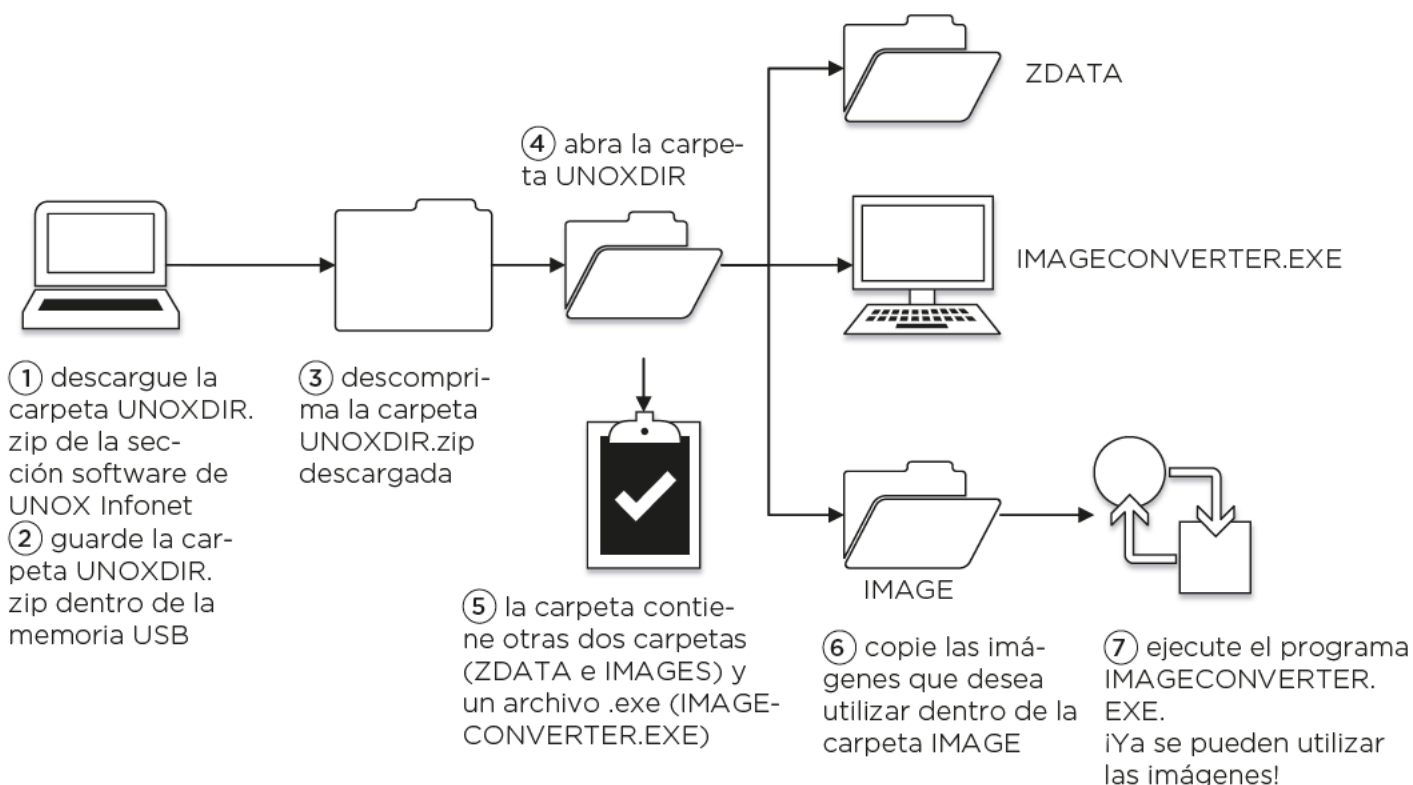 ZDATA
4 abra la carpe-
ta UNOXDIR
IMAGECONVERTER.EXE
1 descargue la
carpeta UNOXDIR.
zip de la sec-
ción software de
UNOX Infonet
2 guarde la car-
peta UNOXDIR.
zip dentro de la
memoria USB
3 descompri-
ma la carpeta
UNOXDIR.zip
descargada
5 la carpeta contie-
ne otras dos carpetas
(ZDATA e IMAGES) y
un archivo .exe (IMAGE-
CONVERTER.EXE)
IMAGE
6 copie las imá-
genes que desea
utilizar dentro de la
carpeta IMAGE
7 ejecute el programa
IMAGECONVERTER.
EXE.
¡Ya se pueden utilizar
las imágenes!